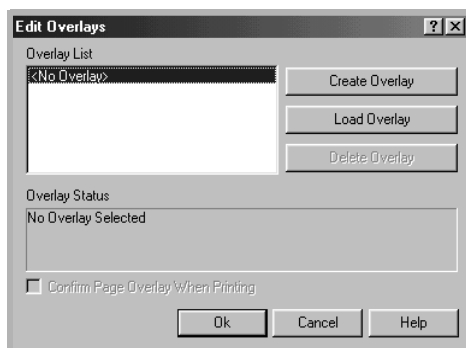 Edit Overlays
Overlay List
<No Overlay>
Create Overlay
Load Overlay
Delete Overlay
Overlay Status
No Overlay Selected
Confirm Page Overlay When Printing
Ok Cancel Help